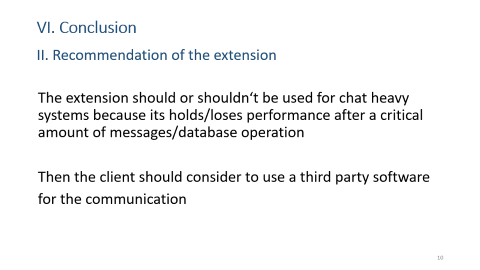 VI. Conclusion
II. Recommendation of the extension
The extension should or shouldn‘t be used for chat heavy
systems because its holds/loses performance after a critical
amount of messages/database operation
Then the client should consider to use a third party software
for the communication
10